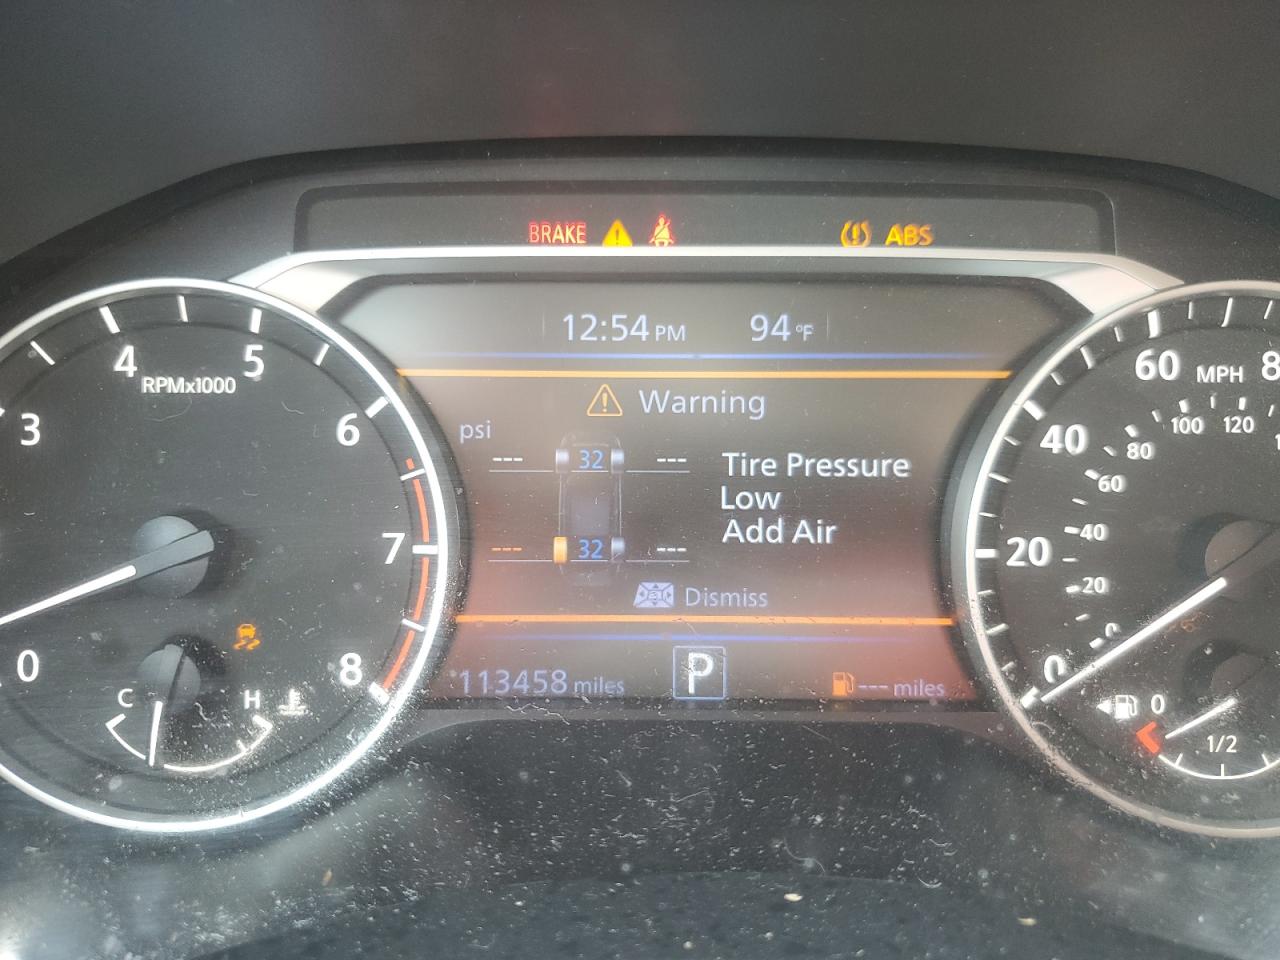 BRAKE
ABS
12:54 PM 94 °F
Warning
psi
--- 32 ---
--- 32 ---
Tire Pressure
Low
Add Air
Dismiss
113458 miles
P
--- miles
0
3
4
5
6
7
8
RPMx1000
C H
0
20
40
60
8
MPH
0
20
40
60
80
100
120
0
1/2